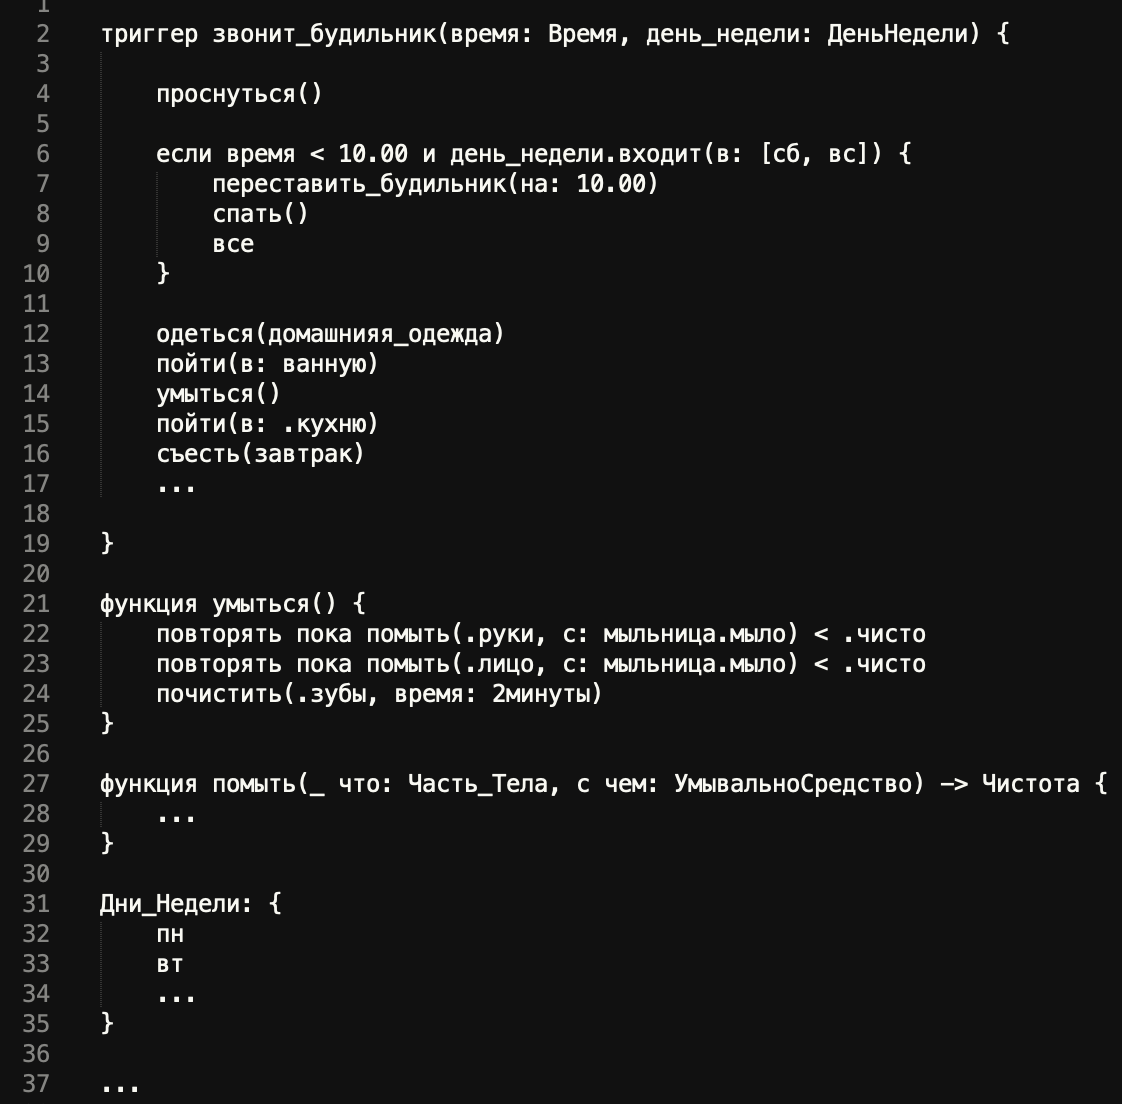 1
2 триггер звонит_будильник(время: Время, день_недели: ДеньНедели) {
3
4 проснуться()
5
6 если время < 10.00 и день_недели.входит(в: [сб, вс]) {
7 переставить_будильник(на: 10.00)
8 спать()
9 все
10 }
11
12 одеться(домашнияя_одежда)
13 пойти(в: ванную)
14 умыться()
15 пойти(в: .кухню)
16 съесть(завтрак)
17 ...
18
19 }
20
21 функция умыться() {
22 повторять пока помыть(.руки, с: мыльница.мыло) < .чисто
23 повторять пока помыть(.лицо, с: мыльница.мыло) < .чисто
24 почистить(.зубы, время: 2минуты)
25 }
26
27 функция помыть(_ что: Часть_Тела, с чем: УмывальноСредство) —> Чистота {
28 ...
29 }
30
31 Дни_Недели: {
32 пн
33 вт
34 ...
35 }
36
37 ...